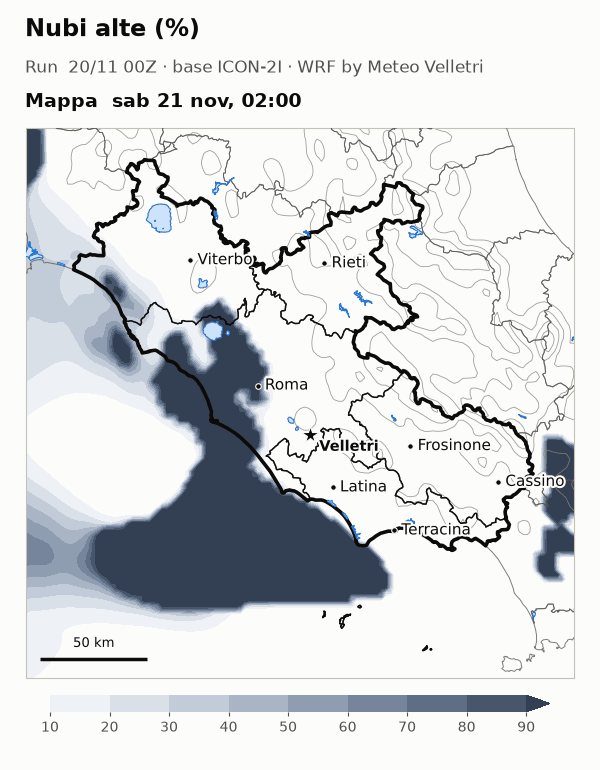 Nubi alte (%)
Run  20/11 00Z · base ICON-2I · WRF by Meteo Velletri
Mappa  sab 21 nov, 02:00
Viterbo
Rieti
Roma
Velletri
Frosinone
Cassino
Latina
Terracina
50 km
10 20 30 40 50 60 70 80 90